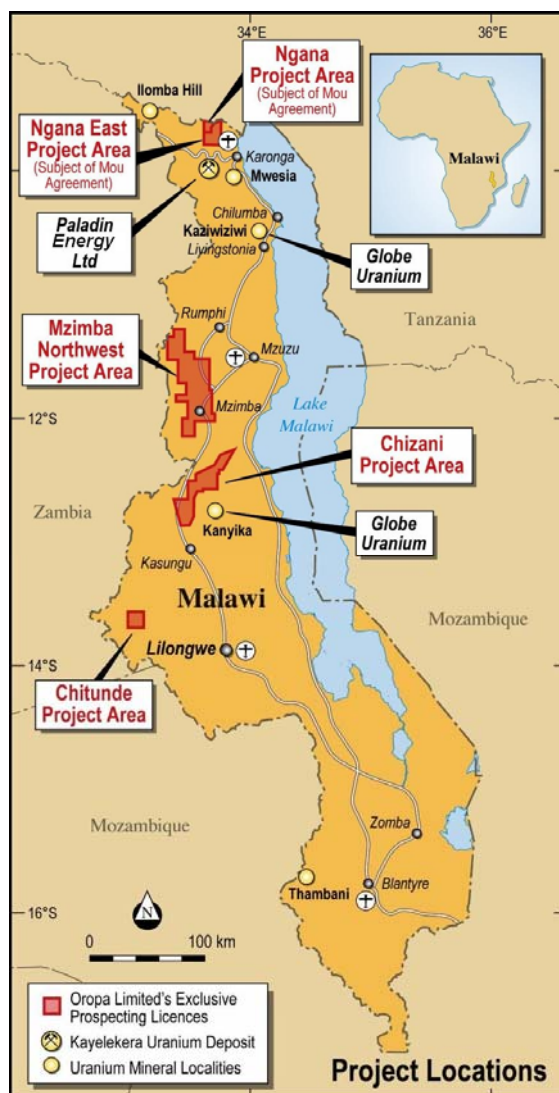 34°E
36°E
Ilomba Hill
Ngana
Project Area
(Subject of Mou
Agreement)
Ngana East
Project Area
(Subject of Mou
Agreement)
Karonga
Mwesia
Malawi
Paladin
Energy
Ltd
Chilumba
Kaziwiziwi
Liyingstonia
Globe
Uranium
Tanzania
Rumphi
Mzimba
Northwest
Project Area
Mzuzu
Mzimba
12°S
Lake
Malawi
Chizani
Project Area
Zambia
Kanyika
Globe
Uranium
Kasungu
Malawi
Mozambique
Lilongwe
14°S
Chitunde
Project Area
Mozambique
Zomba
Thambani
Blantyre
16°S
N
0
100 km
Oropa Limited's Exclusive
Prospecting Licences
Kayelekera Uranium Deposit
Uranium Mineral Localities
Project Locations